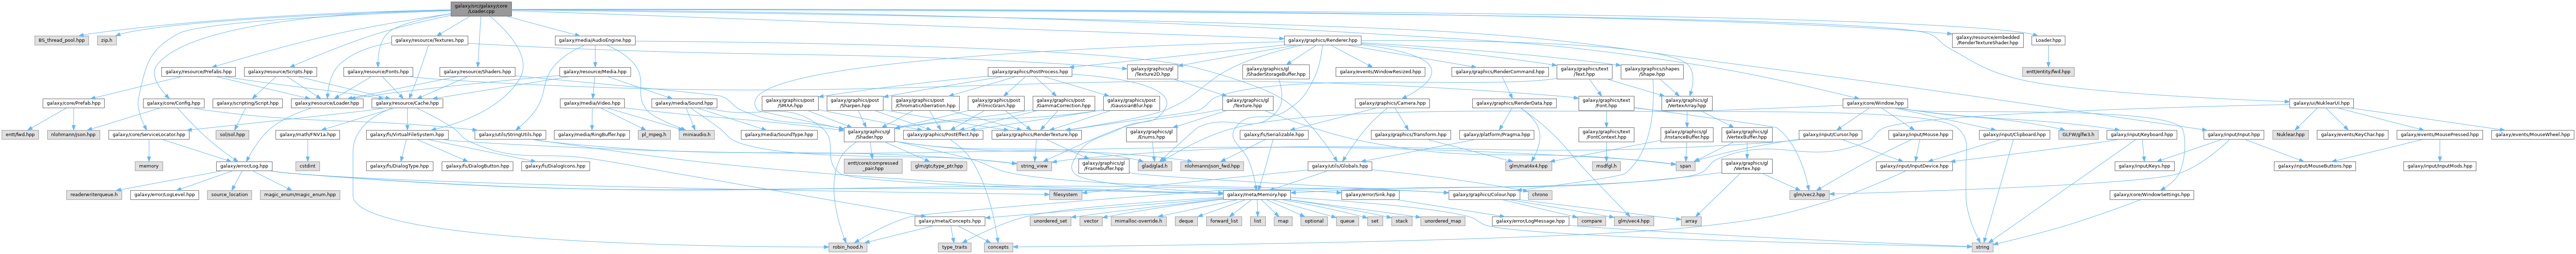 galaxy/src/galaxy/core
/Loader.cpp
BS_thread_pool.hpp
zip.h
galaxy/resource/Textures.hpp
galaxy/media/AudioEngine.hpp
galaxy/graphics/Renderer.hpp
galaxy/resource/embedded
/RenderTextureShader.hpp
Loader.hpp
galaxy/resource/Prefabs.hpp
galaxy/resource/Scripts.hpp
galaxy/resource/Fonts.hpp
galaxy/resource/Shaders.hpp
galaxy/resource/Media.hpp
galaxy/graphics/gl
/Texture2D.hpp
galaxy/graphics/PostProcess.hpp
galaxy/graphics/gl
/ShaderStorageBuffer.hpp
galaxy/events/WindowResized.hpp
galaxy/graphics/RenderCommand.hpp
galaxy/graphics/text
/Text.hpp
galaxy/graphics/shapes
/Shape.hpp
entt/entity/fwd.hpp
galaxy/core/Prefab.hpp
galaxy/core/Config.hpp
galaxy/scripting/Script.hpp
galaxy/resource/Loader.hpp
galaxy/resource/Cache.hpp
galaxy/media/Video.hpp
galaxy/media/Sound.hpp
galaxy/graphics/post
/SMAA.hpp
galaxy/graphics/post
/Sharpen.hpp
galaxy/graphics/post
/ChromaticAberration.hpp
galaxy/graphics/post
/FilmicGrain.hpp
galaxy/graphics/post
/GammaCorrection.hpp
galaxy/graphics/post
/GaussianBlur.hpp
galaxy/graphics/gl
/Texture.hpp
galaxy/graphics/Camera.hpp
galaxy/graphics/RenderData.hpp
galaxy/graphics/text
/Font.hpp
galaxy/graphics/gl
/VertexArray.hpp
galaxy/core/Window.hpp
galaxy/ui/NuklearUI.hpp
entt/fwd.hpp
nlohmann/json.hpp
galaxy/core/ServiceLocator.hpp
sol/sol.hpp
galaxy/math/FNV1a.hpp
galaxy/fs/VirtualFileSystem.hpp
galaxy/utils/StringUtils.hpp
galaxy/media/RingBuffer.hpp
pl_mpeg.h
miniaudio.h
galaxy/media/SoundType.hpp
galaxy/graphics/gl
/Shader.hpp
galaxy/graphics/PostEffect.hpp
galaxy/graphics/RenderTexture.hpp
galaxy/graphics/gl
/Enums.hpp
galaxy/fs/Serializable.hpp
galaxy/graphics/Transform.hpp
galaxy/platform/Pragma.hpp
galaxy/graphics/text
/FontContext.hpp
galaxy/graphics/gl
/InstanceBuffer.hpp
galaxy/graphics/gl
/VertexBuffer.hpp
galaxy/input/Cursor.hpp
galaxy/input/Mouse.hpp
galaxy/input/Clipboard.hpp
GLFW/glfw3.h
galaxy/input/Keyboard.hpp
galaxy/input/Input.hpp
Nuklear.hpp
galaxy/events/KeyChar.hpp
galaxy/events/MousePressed.hpp
galaxy/events/MouseWheel.hpp
memory
galaxy/error/Log.hpp
cstdint
galaxy/fs/DialogType.hpp
galaxy/fs/DialogButton.hpp
galaxy/fs/DialogIcons.hpp
entt/core/compressed
_pair.hpp
glm/gtc/type_ptr.hpp
string_view
galaxy/graphics/gl
/Framebuffer.hpp
glad/glad.h
nlohmann/json_fwd.hpp
galaxy/utils/Globals.hpp
glm/mat4x4.hpp
msdfgl.h
span
galaxy/graphics/gl
/Vertex.hpp
galaxy/input/InputDevice.hpp
galaxy/input/Keys.hpp
galaxy/input/MouseButtons.hpp
galaxy/input/InputMods.hpp
readerwriterqueue.h
galaxy/error/LogLevel.hpp
source_location
magic_enum/magic_enum.hpp
filesystem
galaxy/meta/Memory.hpp
galaxy/error/Sink.hpp
galaxy/graphics/Colour.hpp
chrono
glm/vec2.hpp
galaxy/core/WindowSettings.hpp
galaxy/meta/Concepts.hpp
unordered_set
vector
mimalloc-override.h
deque
forward_list
list
map
optional
queue
set
stack
unordered_map
galaxy/error/LogMessage.hpp
compare
glm/vec4.hpp
array
robin_hood.h
type_traits
concepts
string